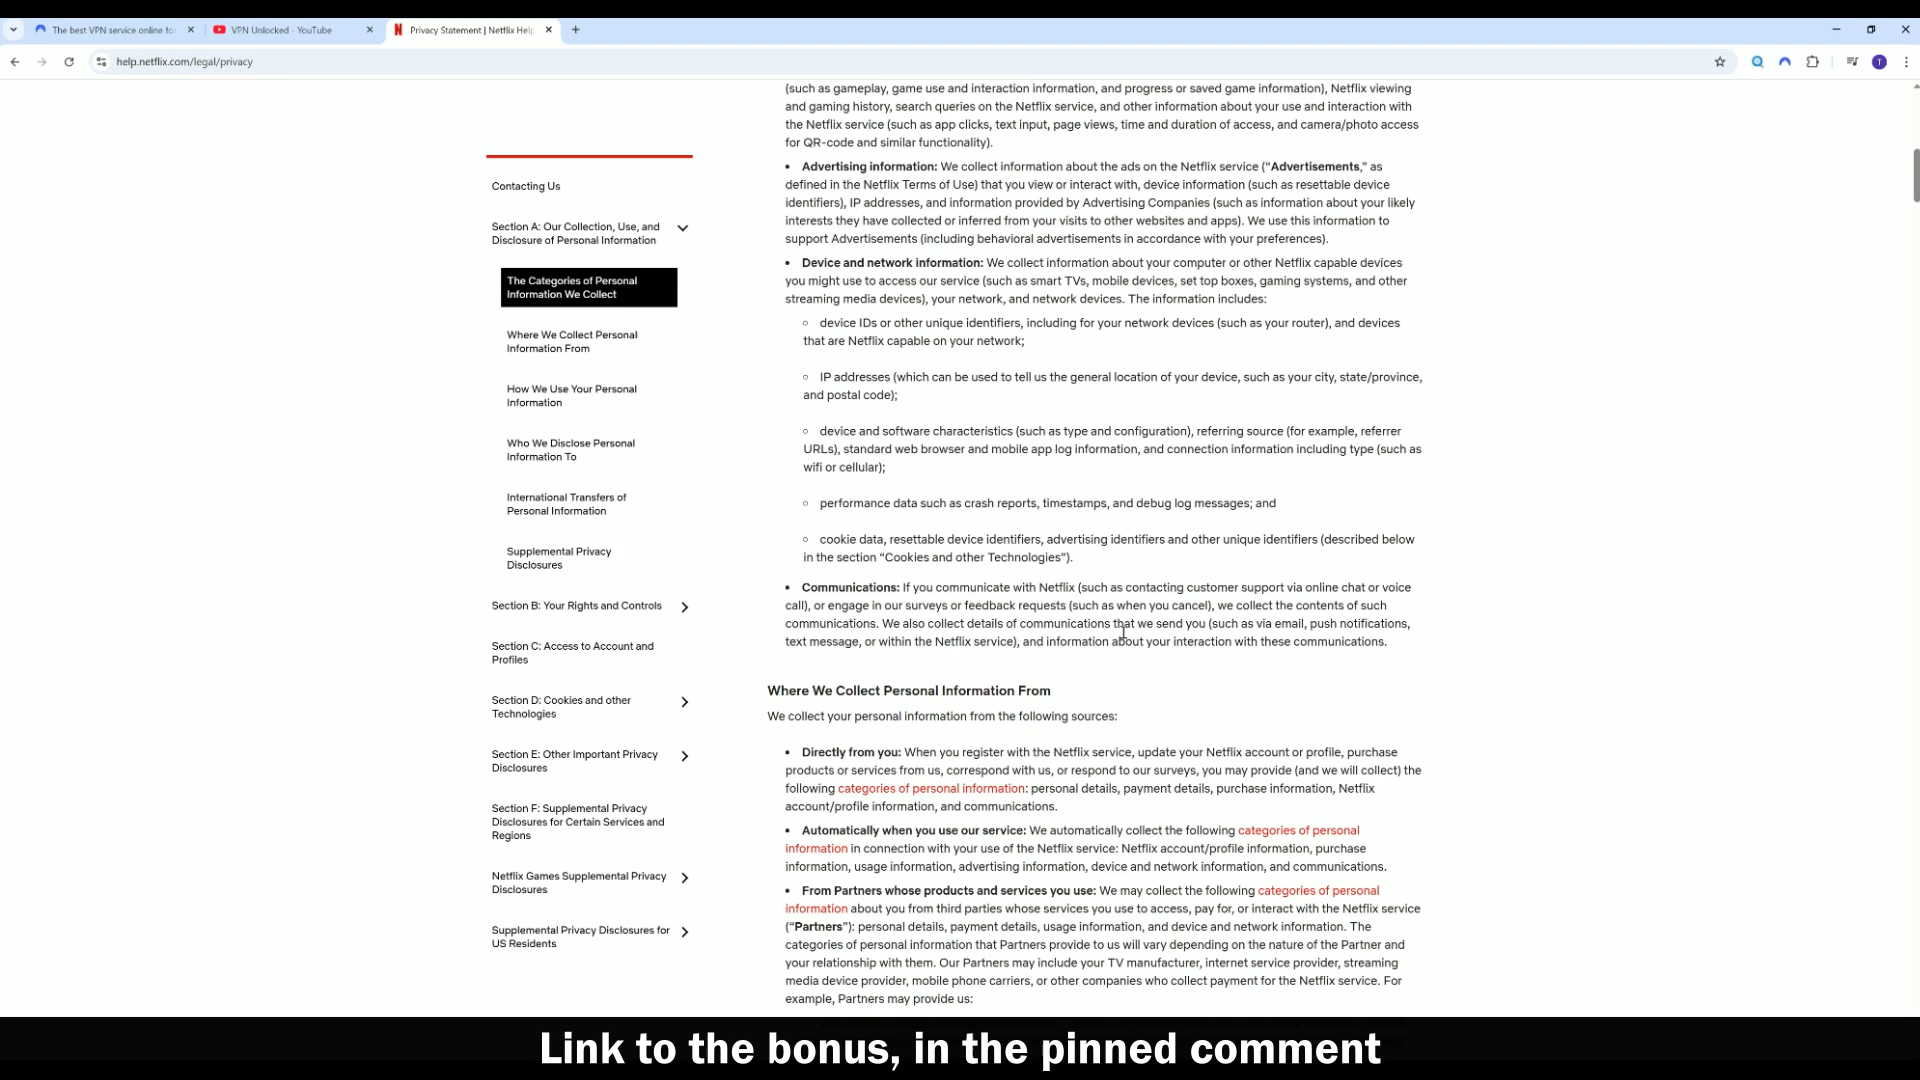 The best VPN service online fo
VPN Unlocked - YouTube
Privacy Statement | Netflix Help
help.netflix.com/legal/privacy
T
Contacting Us
Section A: Our Collection, Use, and
Disclosure of Personal Information
The Categories of Personal
Information We Collect
Where We Collect Personal
Information From
How We Use Your Personal
Information
Who We Disclose Personal
Information To
International Transfers of
Personal Information
Supplemental Privacy
Disclosures
Section B: Your Rights and Controls
Section C: Access to Account and
Profiles
Section D: Cookies and other
Technologies
Section E: Other Important Privacy
Disclosures
Section F: Supplemental Privacy
Disclosures for Certain Services and
Regions
Netflix Games Supplemental Privacy
Disclosures
Supplemental Privacy Disclosures for
US Residents
(such as gameplay, game use and interaction information, and progress or saved game information), Netflix viewing
and gaming history, search queries on the Netflix service, and other information about your use and interaction with
the Netflix service (such as app clicks, text input, page views, time and duration of access, and camera/photo access
for QR-code and similar functionality).
• Advertising information: We collect information about the ads on the Netflix service (“Advertisements,” as
defined in the Netflix Terms of Use) that you view or interact with, device information (such as resettable device
identifiers), IP addresses, and information provided by Advertising Companies (such as information about your likely
interests they have collected or inferred from your visits to other websites and apps). We use this information to
support Advertisements (including behavioral advertisements in accordance with your preferences).
• Device and network information: We collect information about your computer or other Netflix capable devices
you might use to access our service (such as smart TVs, mobile devices, set top boxes, gaming systems, and other
streaming media devices), your network, and network devices. The information includes:
◦ device IDs or other unique identifiers, including for your network devices (such as your router), and devices
that are Netflix capable on your network;
◦ IP addresses (which can be used to tell us the general location of your device, such as your city, state/province,
and postal code);
◦ device and software characteristics (such as type and configuration), referring source (for example, referrer
URLs), standard web browser and mobile app log information, and connection information including type (such as
wifi or cellular);
◦ performance data such as crash reports, timestamps, and debug log messages; and
◦ cookie data, resettable device identifiers, advertising identifiers and other unique identifiers (described below
in the section “Cookies and other Technologies”).
• Communications: If you communicate with Netflix (such as contacting customer support via online chat or voice
call), or engage in our surveys or feedback requests (such as when you cancel), we collect the contents of such
communications. We also collect details of communications that we send you (such as via email, push notifications,
text message, or within the Netflix service), and information about your interaction with these communications.
Where We Collect Personal Information From
We collect your personal information from the following sources:
• Directly from you: When you register with the Netflix service, update your Netflix account or profile, purchase
products or services from us, correspond with us, or respond to our surveys, you may provide (and we will collect) the
following categories of personal information: personal details, payment details, purchase information, Netflix
account/profile information, and communications.
• Automatically when you use our service: We automatically collect the following categories of personal
information in connection with your use of the Netflix service: Netflix account/profile information, purchase
information, usage information, advertising information, device and network information, and communications.
• From Partners whose products and services you use: We may collect the following categories of personal
information about you from third parties whose services you use to access, pay for, or interact with the Netflix service
(“Partners”): personal details, payment details, usage information, and device and network information. The
categories of personal information that Partners provide to us will vary depending on the nature of the Partner and
your relationship with them. Our Partners may include your TV manufacturer, internet service provider, streaming
media device provider, mobile phone carriers, or other companies who collect payment for the Netflix service. For
example, Partners may provide us:
Link to the bonus, in the pinned comment